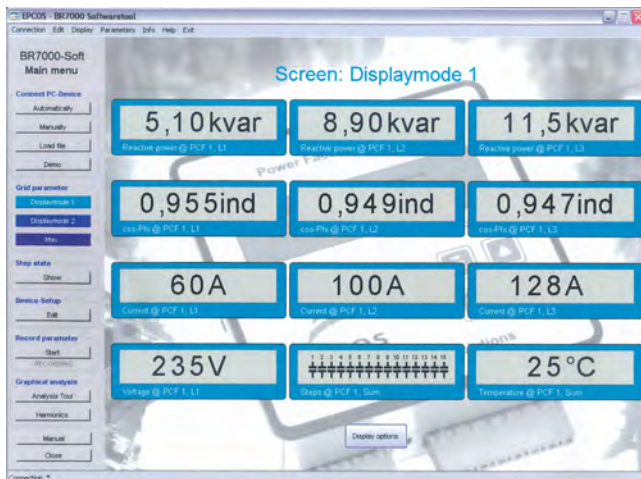 EPCOS - BR7000 Softwaretool
Connection Edit Display Parameters Info Help Exit
BR7000-Soft
Main menu
Connect PC-Device
Automatically
Manually
Load file
Demo
Grid parameter
Displaymode 1
Displaymode 2
Max.
Step state
Show
Device-Setup
Edit
Record parameter
Start
RECORDING
Graphical analysis
Analysis Tool
Harmonics
Manual
Close
Connection: *
Screen: Displaymode 1
5,10kvar
Reactive power @ PCF 1, L1
8,90kvar
Reactive power @ PCF 1, L2
11,5kvar
Reactive power @ PCF 1, L3
Power Fac
0,955ind
cos-Phi @ PCF 1, L1
0,949ind
cos-Phi @ PCF 1, L2
0,947ind
cos-Phi @ PCF 1, L3
60A
Current @ PCF 1, L1
100A
Current @ PCF 1, L2
128A
Current @ PCF 1, L3
235V
Voltage @ PCF 1, L1
1 2 3 4 5 6 7 8 9 10 11 12 13 14 15
Steps @ PCF 1, Sum
25°C
Temperature @ PCF 1, Sum
Display options